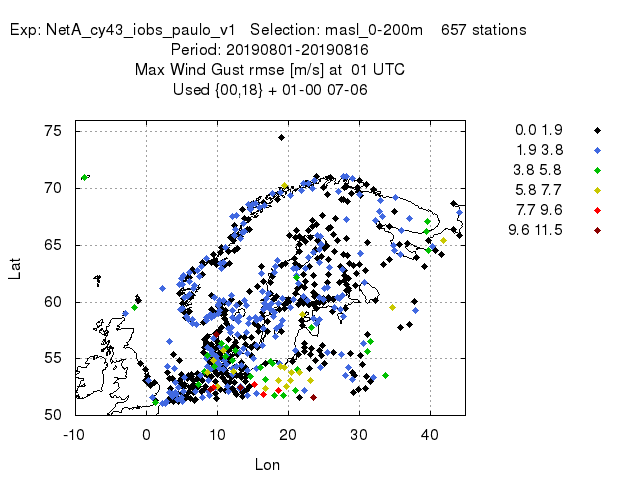 Exp: NetA_cy43_iobs_paulo_v1   Selection: masl_0-200m    657 stations
Period: 20190801-20190816
Max Wind Gust rmse [m/s] at  01 UTC
Used {00,18} + 01-00 07-06
0.0 1.9
1.9 3.8
3.8 5.8
5.8 7.7
7.7 9.6
9.6 11.5
75
70
65
60
55
50
Lat
-10 0 10 20 30 40
Lon